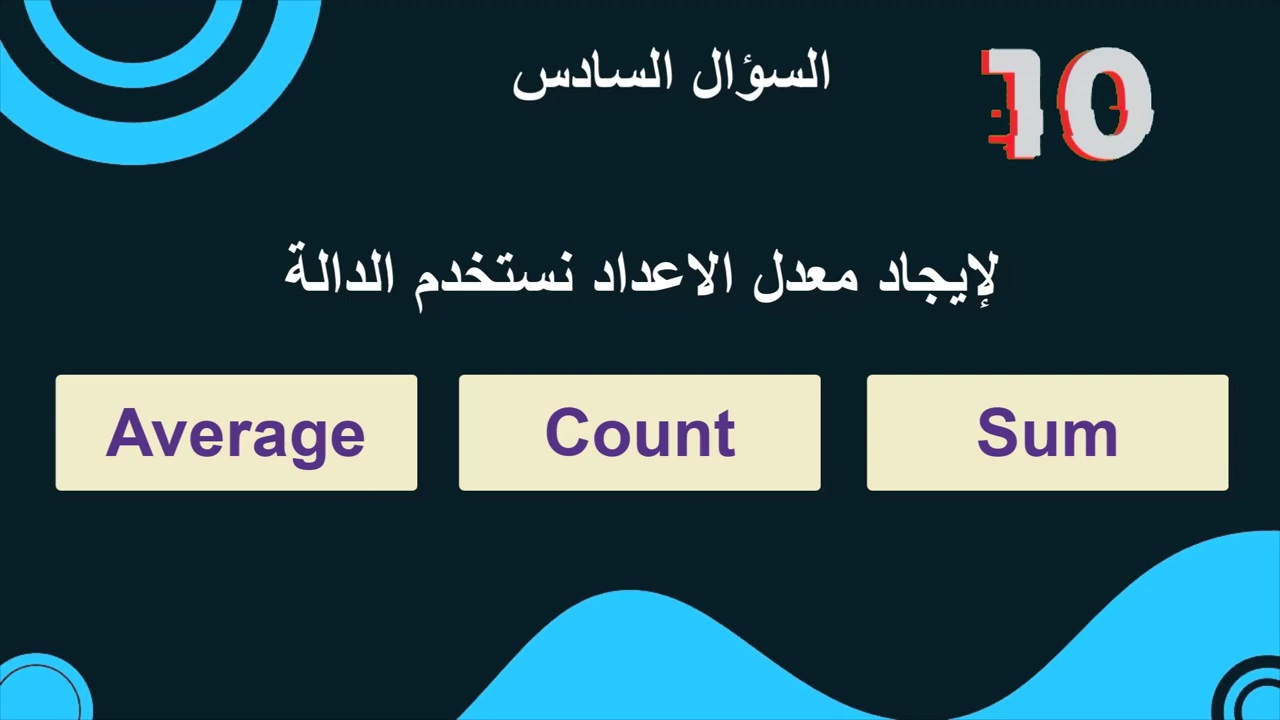 السؤال السادس
10
لإيجاد معدل الاعداد نستخدم الدالة
Sum
Count
Average